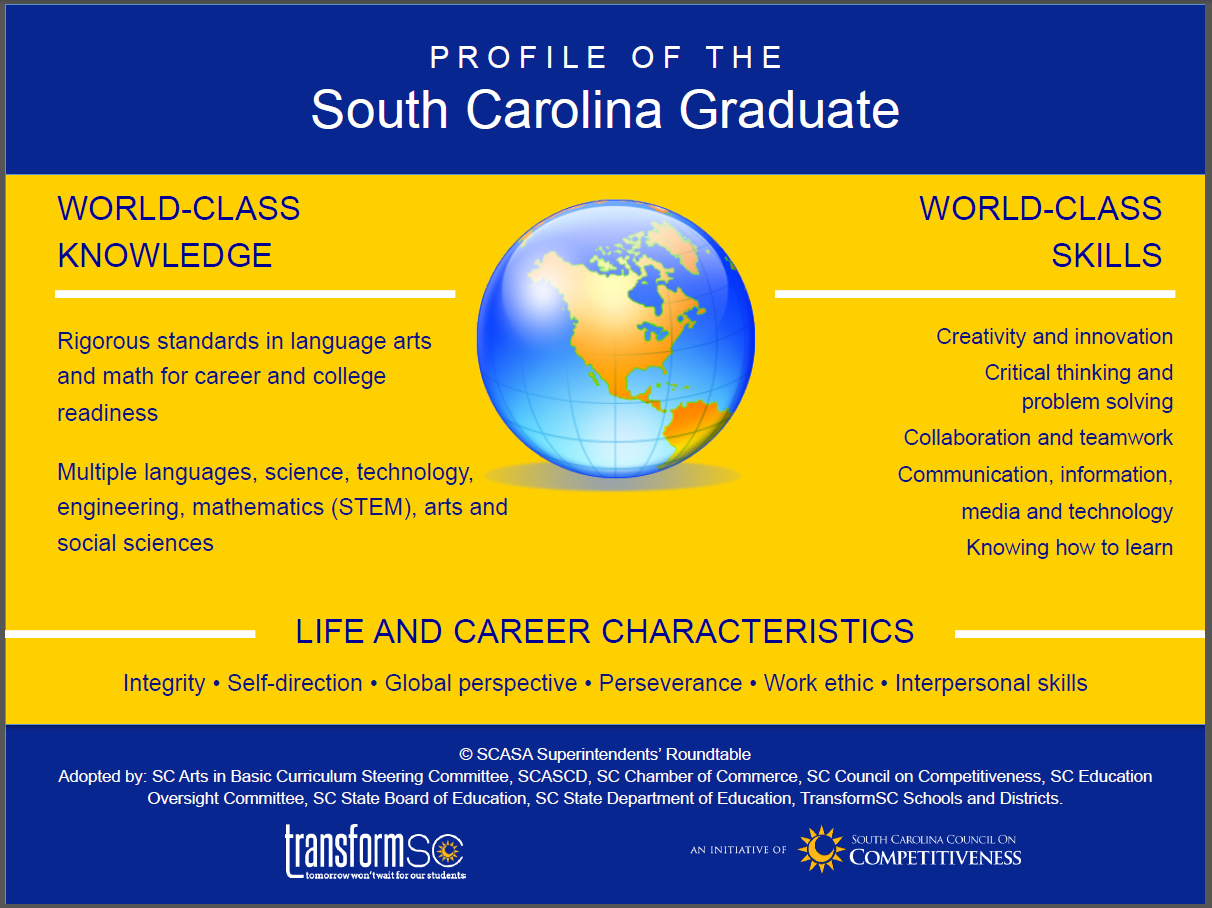 PROFILE OF THE
South Carolina Graduate
WORLD-CLASS
KNOWLEDGE
Rigorous standards in language arts
and math for career and college
readiness
Multiple languages, science, technology,
engineering, mathematics (STEM), arts and
social sciences
WORLD-CLASS
SKILLS
Creativity and innovation
Critical thinking and
problem solving
Collaboration and teamwork
Communication, information,
media and technology
Knowing how to learn
LIFE AND CAREER CHARACTERISTICS
Integrity • Self-direction • Global perspective • Perseverance • Work ethic • Interpersonal skills
© SCASA Superintendents’ Roundtable
Adopted by: SC Arts in Basic Curriculum Steering Committee, SCASCD, SC Chamber of Commerce, SC Council on Competitiveness, SC Education
Oversight Committee, SC State Board of Education, SC State Department of Education, TransformSC Schools and Districts.
transformSC
tomorrow won't wait for our students
AN INITIATIVE OF
SOUTH CAROLINA COUNCIL ON
COMPETITIVENESS